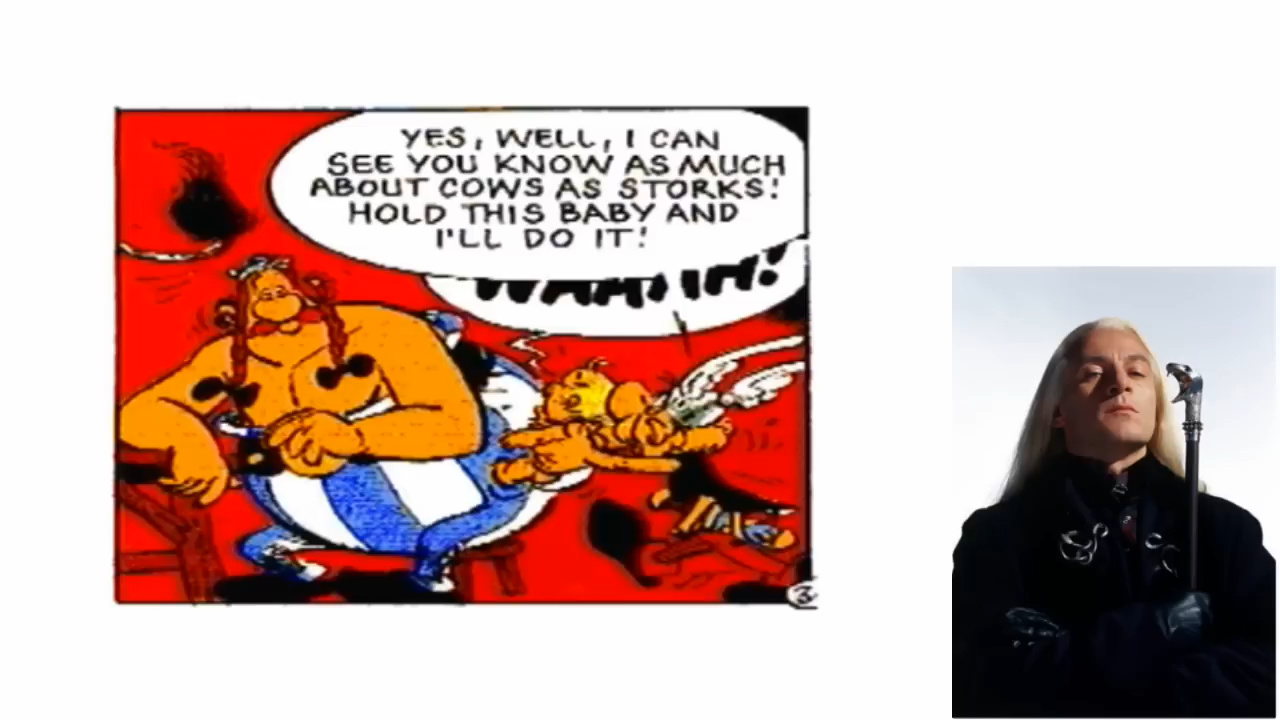 YES, WELL, I CAN
SEE YOU KNOW AS MUCH
ABOUT COWS AS STORKS!
HOLD THIS BABY AND
I'LL DO IT!
3